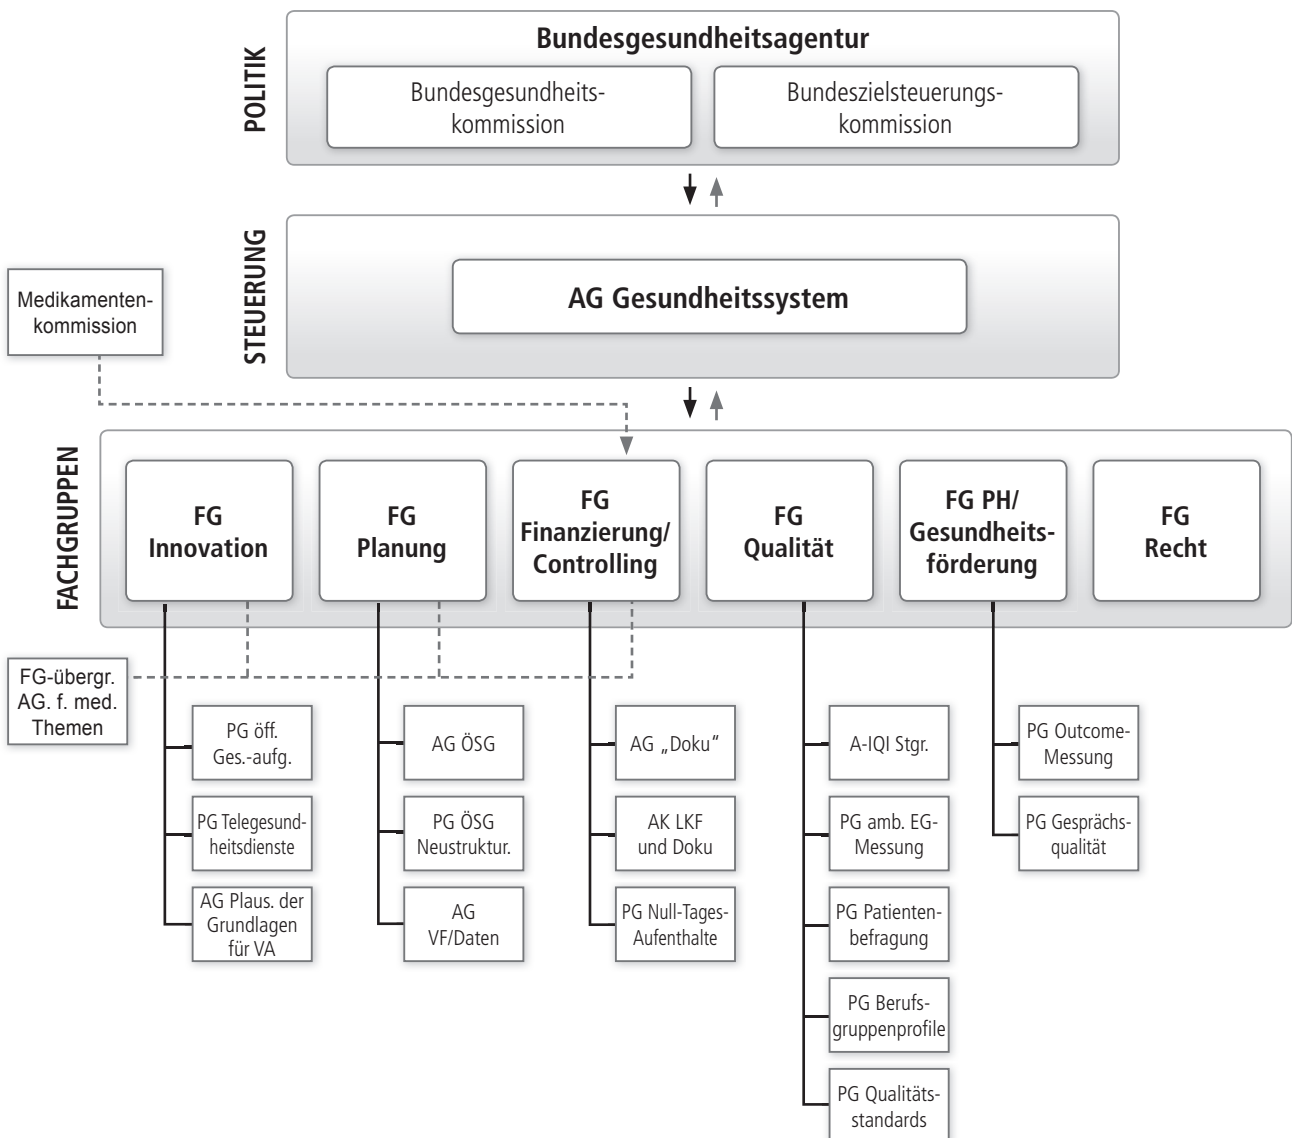 POLITIK
Bundesgesundheitsagentur
Bundesgesundheits-
kommission
Bundeszielsteuerungs-
kommission
STEUERUNG
AG Gesundheitssystem
Medikamenten-
kommission
FACHGRUPPEN
FG
Innovation
FG
Planung
FG
Finanzierung/
Controlling
FG
Qualität
FG PH/
Gesundheits-
förderung
FG
Recht
FG-übergr.
AG. f. med.
Themen
PG öff.
Ges.-aufg.
PG Telegesund-
heitsdienste
AG Plaus. der
Grundlagen
für VA
AG ÖSG
PG ÖSG
Neustruktur.
AG
VF/Daten
AG „Doku“
AK LKF
und Doku
PG Null-Tages-
Aufenthalte
A-IQI Stgr.
PG amb. EG-
Messung
PG Patienten-
befragung
PG Berufs-
gruppenprofile
PG Qualitäts-
standards
PG Outcome-
Messung
PG Gesprächs-
qualität